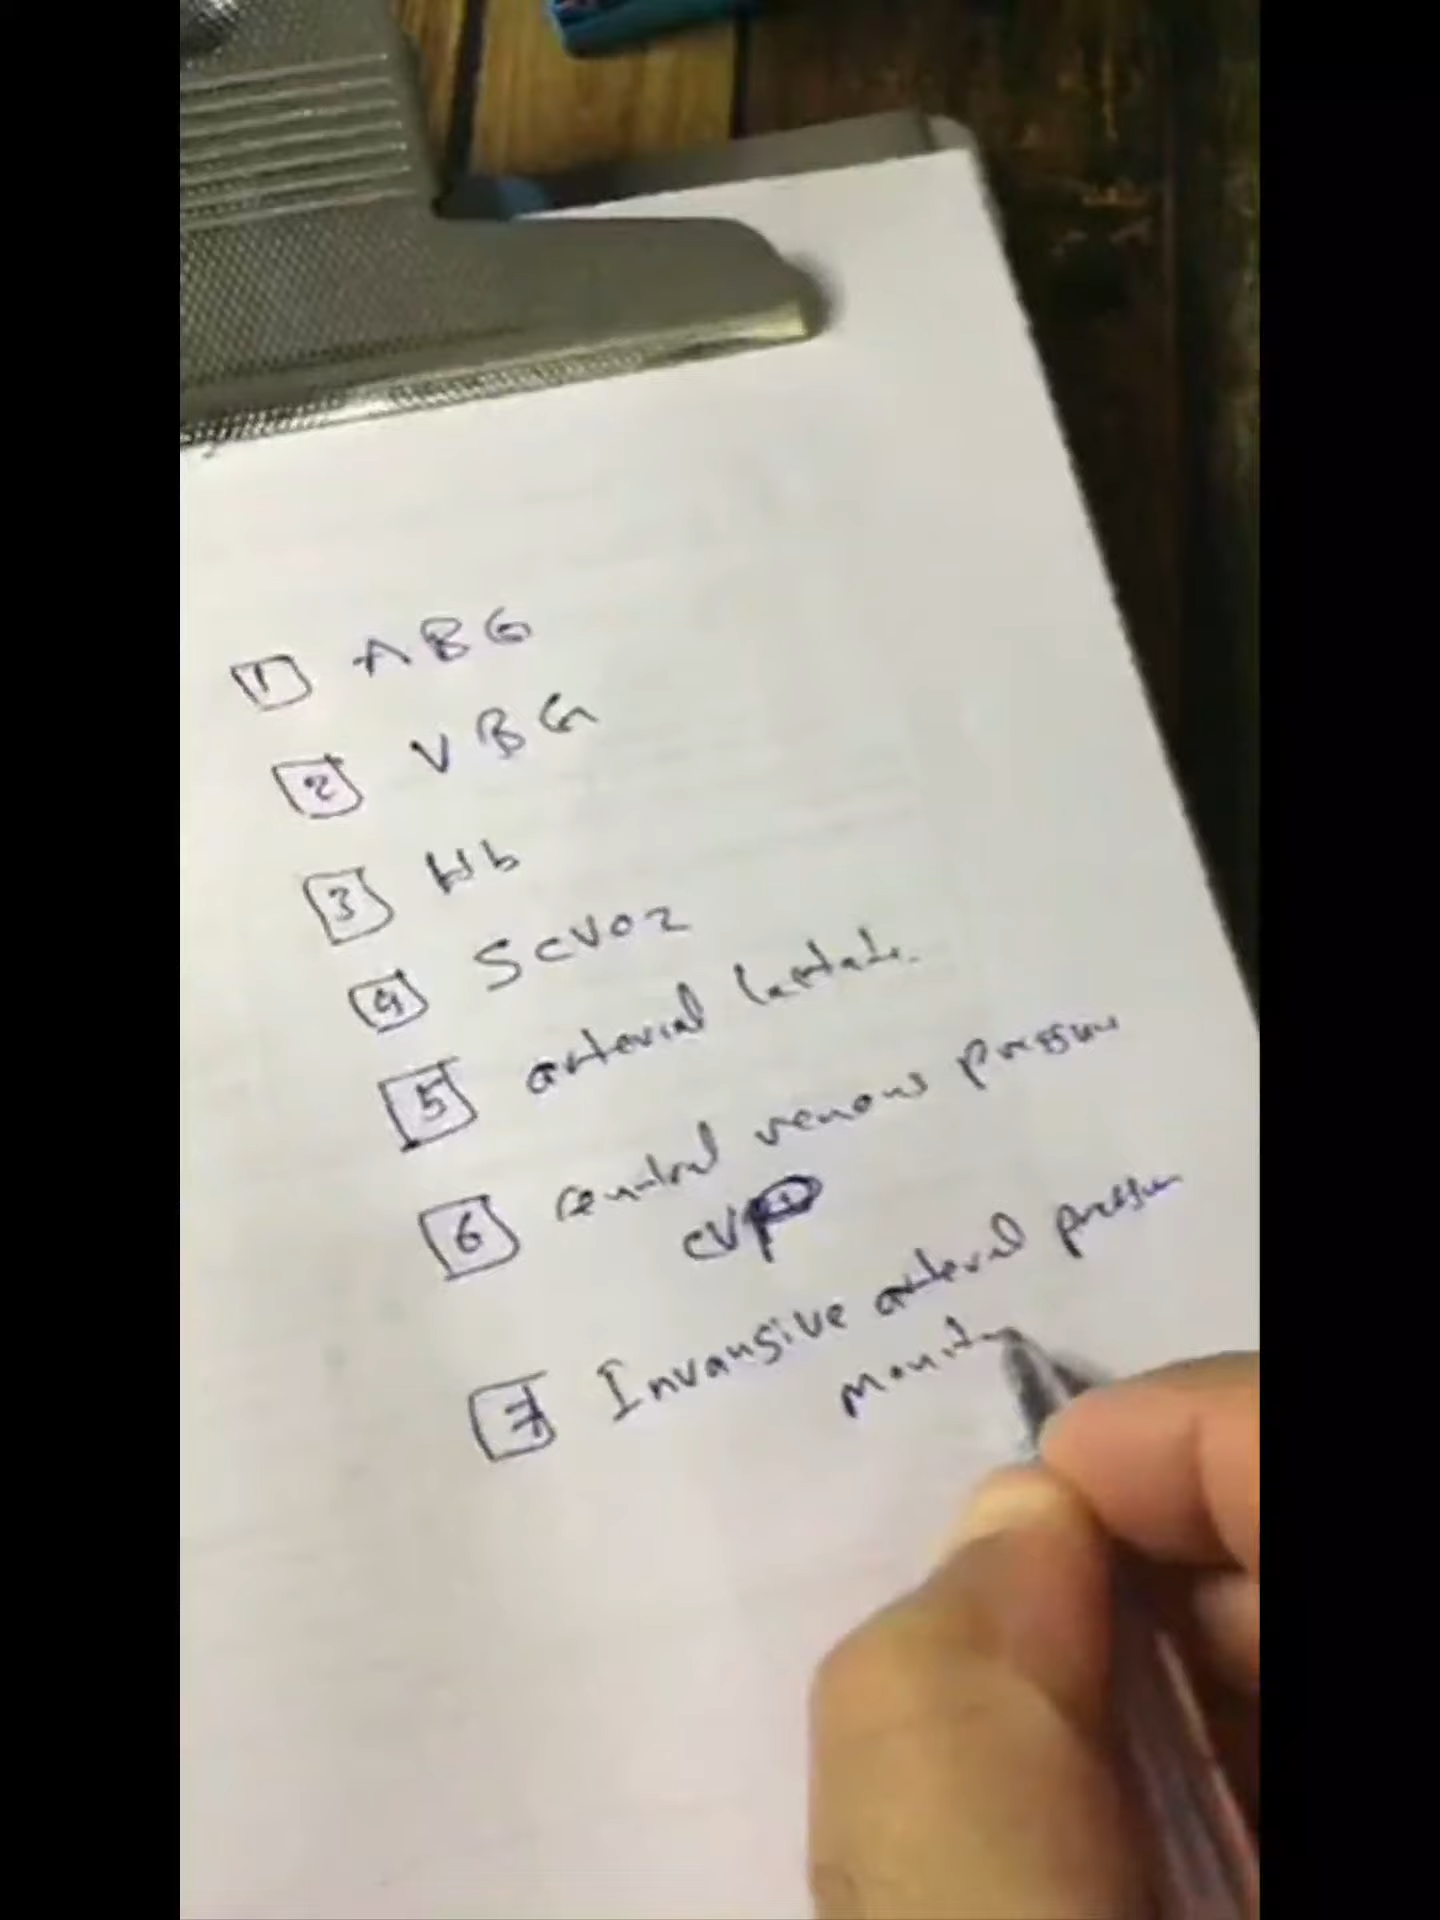 1 ABG
2 VBG
3 Hb
4 ScvO2
5 arterial lactate.
6 central venous pressure
CVP
7 Invansive arterial pressure
monit